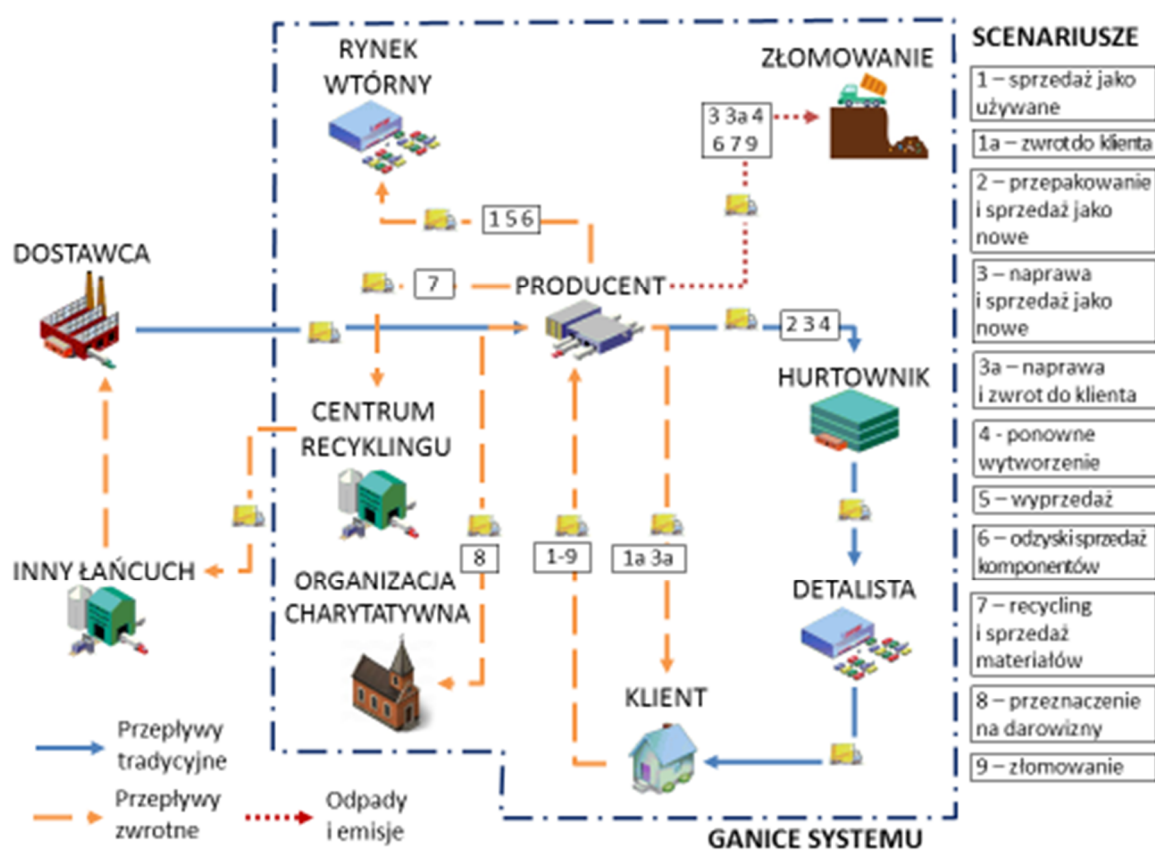 RYNEK
WTÓRNY
ZŁOMOWANIE
3 3a 4
6 7 9
1 5 6
DOSTAWCA
7
PRODUCENT
2 3 4
HURTOWNIK
CENTRUM
RECYKLINGU
8
1-9
1a 3a
INNY ŁAŃCUCH
ORGANIZACJA
CHARYTATYWNA
DETALISTA
KLIENT
Przepływy
tradycyjne
Przepływy
zwrotne
Odpady
i emisje
GANICE SYSTEMU
SCENARIUSZE
1 – sprzedaż jako
używane
1a – zwrot do klienta
2 – przepakowanie
i sprzedaż jako
nowe
3 – naprawa
i sprzedaż jako
nowe
3a – naprawa
i zwrot do klienta
4 - ponowne
wytworzenie
5 – wyprzedaż
6 – odzysk i sprzedaż
komponentów
7 – recycling
i sprzedaż
materiałów
8 – przeznaczenie
na darowizny
9 – złomowanie